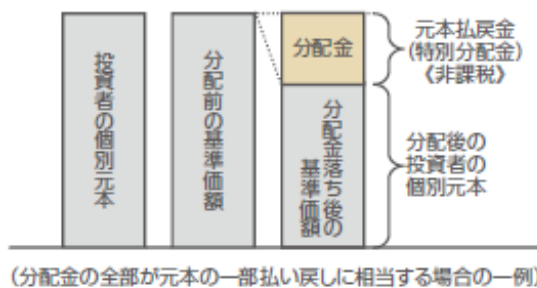 投資者の個別元本
分配前の基準価額
分配金
分配金落ち後の
基準価額
元本払戻金
(特別分配金)
《非課税》
分配後の
投資者の
個別元本
(分配金の全部が元本の一部払い戻しに相当する場合の一例)